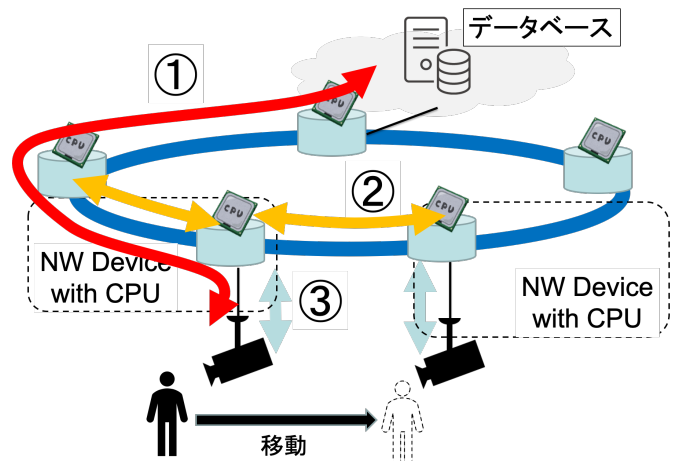 データベース
①
CPU
CPU
CPU
②
CPU
CPU
NW Device
with CPU
③
NW Device
with CPU
移動